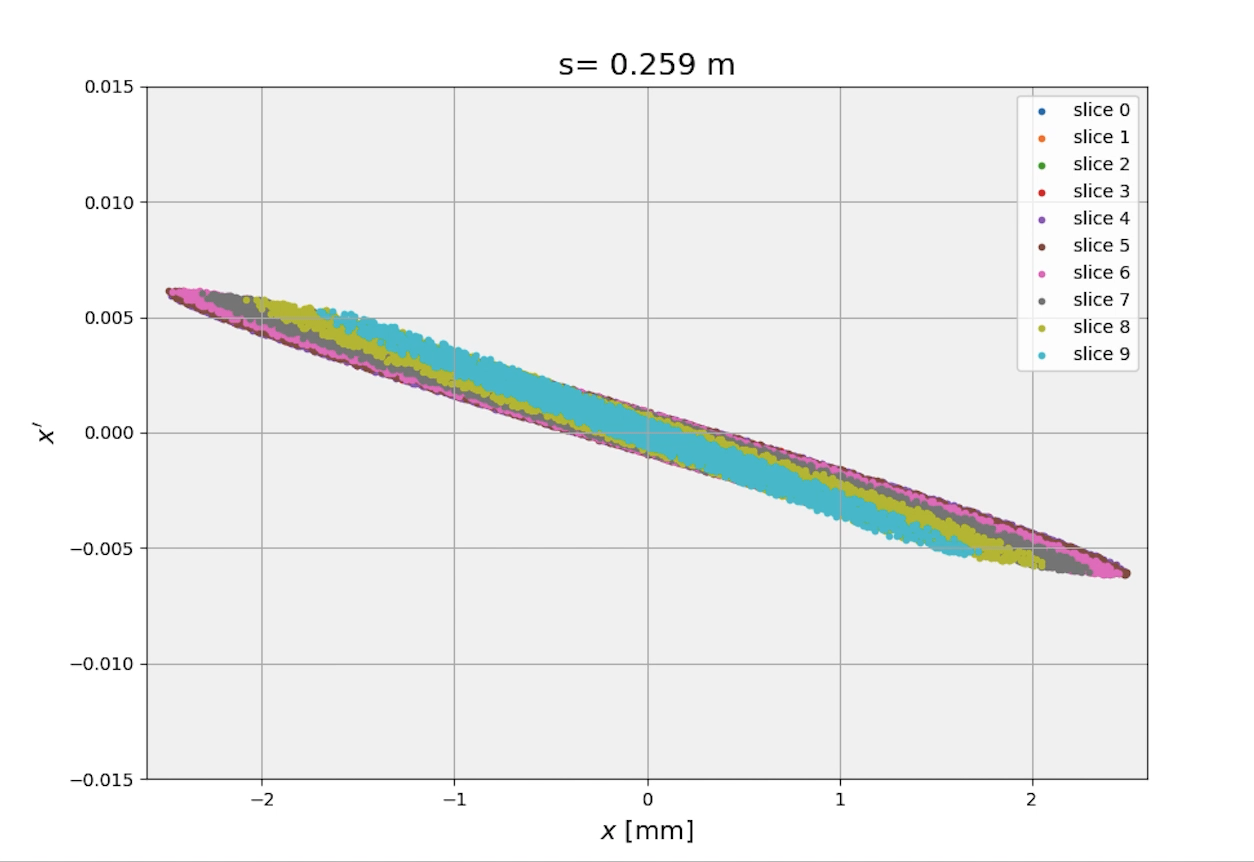 s= 0.259 m
0.015
0.010
0.005
0.000
−0.005
−0.010
−0.015
x′
slice 0
slice 1
slice 2
slice 3
slice 4
slice 5
slice 6
slice 7
slice 8
slice 9
−2 −1 0 1 2
x [mm]